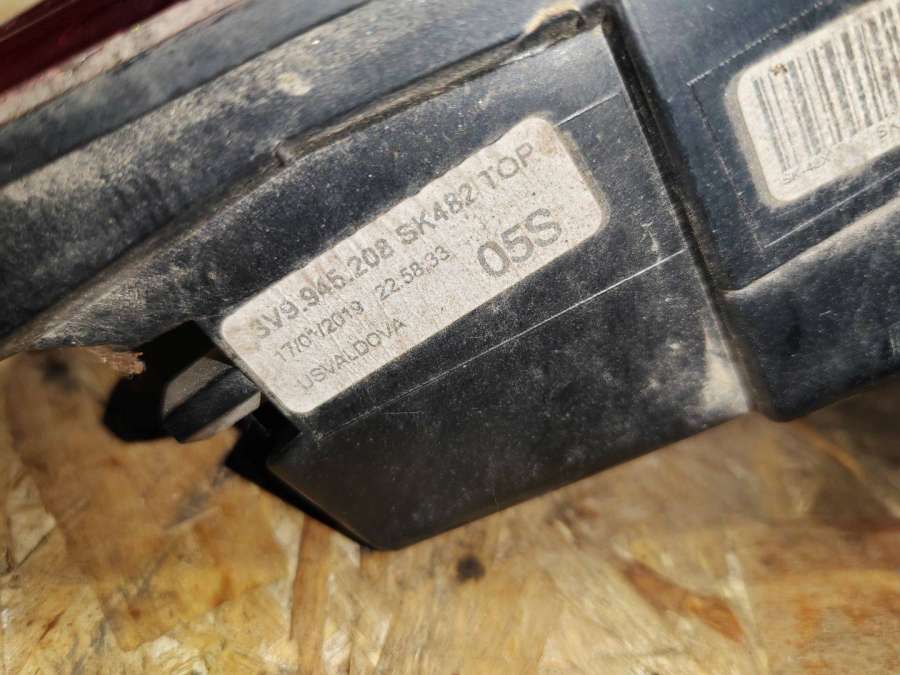 3V9.945.208 SK482 TOP
17/01/2019 22.58.33 05S
USVALDOVA